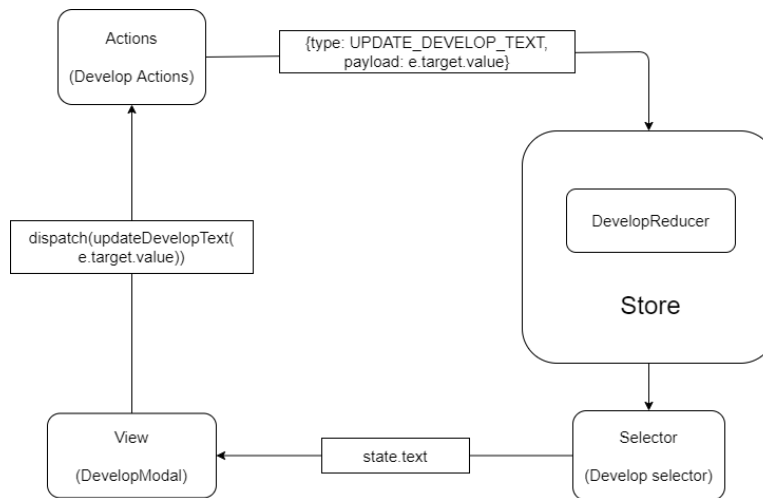 Actions
(Develop Actions)
{type: UPDATE_DEVELOP_TEXT,
payload: e.target.value}
DevelopReducer
Store
dispatch(updateDevelopText(
e.target.value))
View
(DevelopModal)
state.text
Selector
(Develop selector)